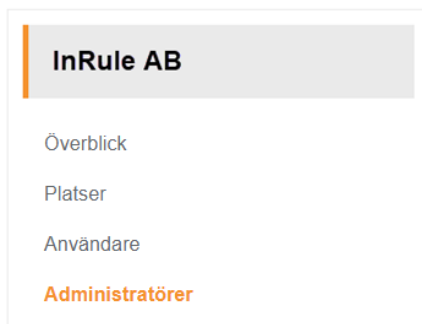 InRule AB
Överblick
Platser
Användare
Administratörer